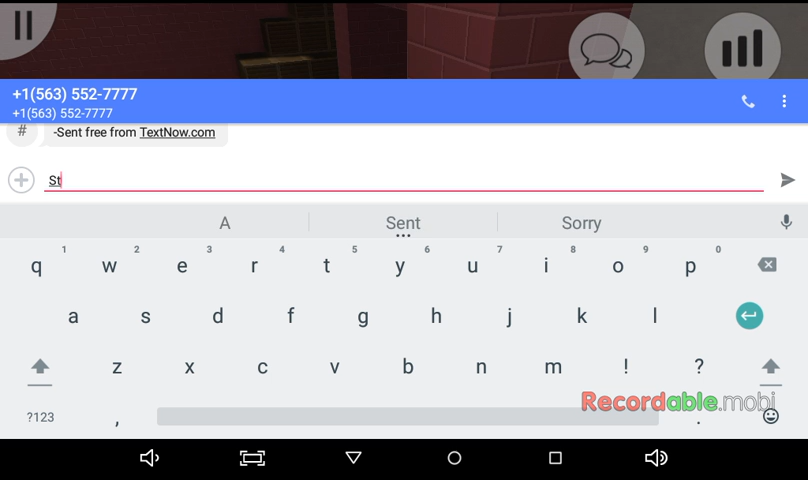 +1(563) 552-7777
+1(563) 552-7777
# -Sent free from TextNow.com
St
A Sent Sorry
1 2 3 4 5 6 7 8 9 0
q w e r t y u i o p
a s d f g h j k l
z x c v b n m ! ?
?123 , .
Recordable.mobi